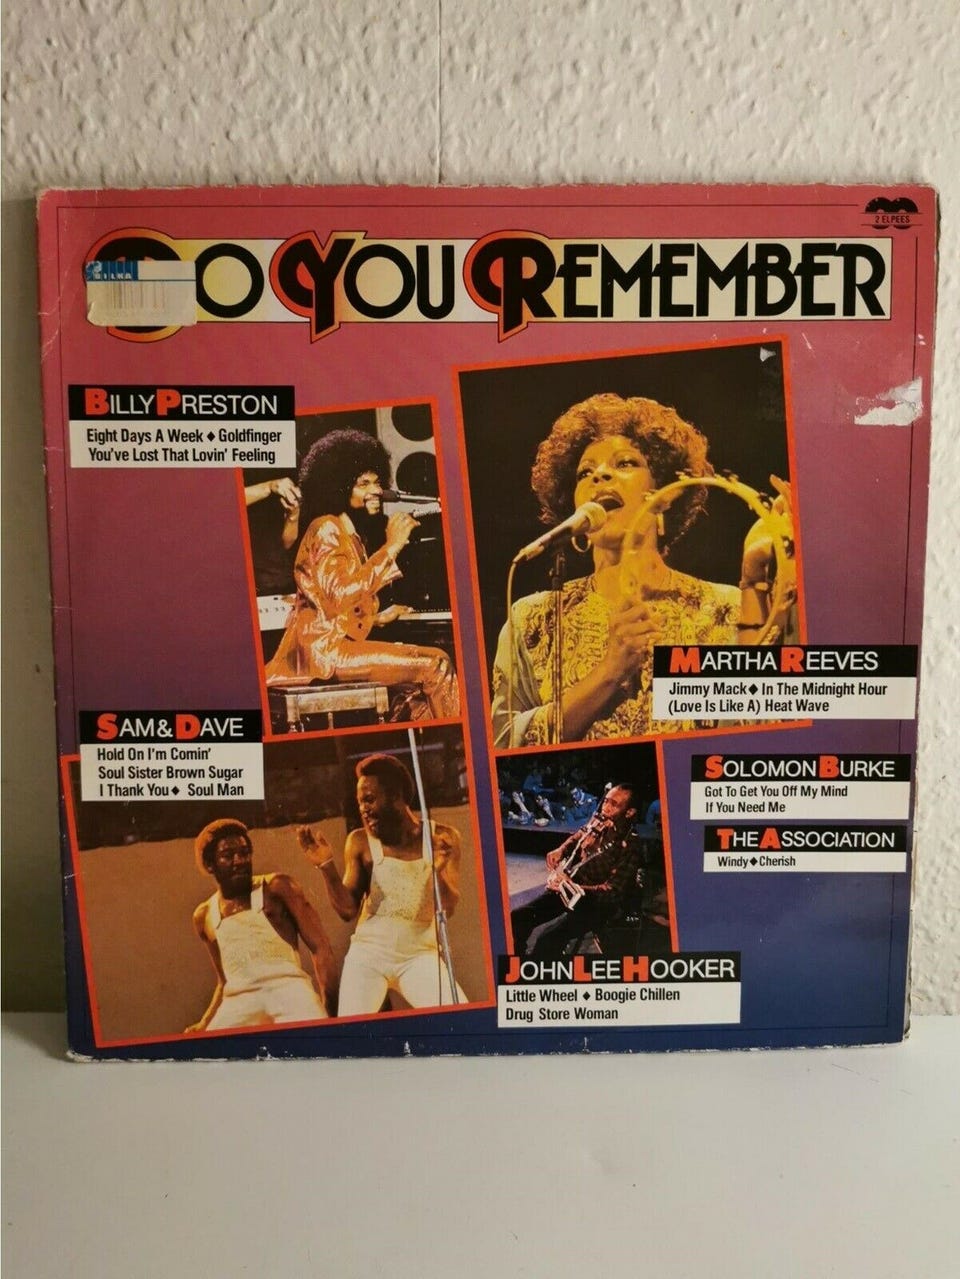 2 ELPEES
DO YOU REMEMBER
BILKA
BILLY PRESTON
Eight Days A Week ♦ Goldfinger
You've Lost That Lovin' Feeling
MARTHA REEVES
Jimmy Mack ♦ In The Midnight Hour
(Love Is Like A) Heat Wave
SAM & DAVE
Hold On I'm Comin'
Soul Sister Brown Sugar
I Thank You ♦ Soul Man
SOLOMON BURKE
Got To Get You Off My Mind
If You Need Me
THE ASSOCIATION
Windy ♦ Cherish
JOHN LEE HOOKER
Little Wheel ♦ Boogie Chillen
Drug Store Woman